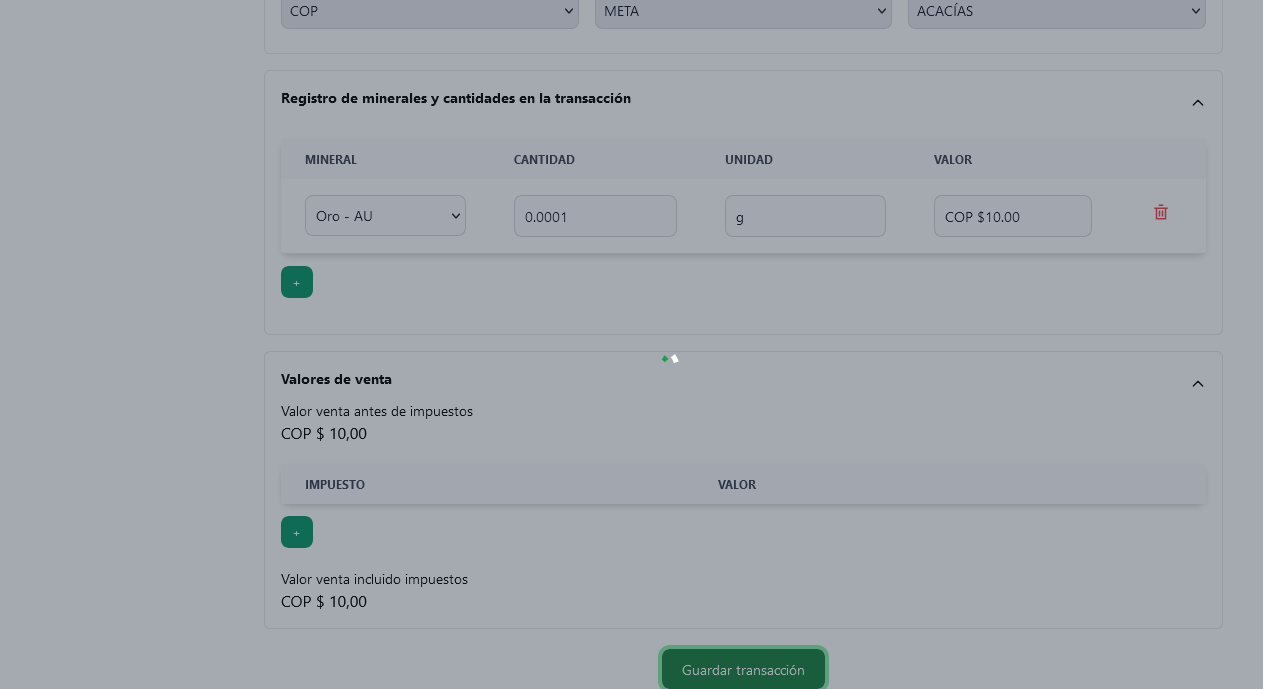 COP META ACACÍAS
Registro de minerales y cantidades en la transacción
MINERAL CANTIDAD UNIDAD VALOR
Oro - AU 0.0001 g COP $10.00
+
Valores de venta
Valor venta antes de impuestos
COP $ 10,00
IMPUESTO VALOR
+
Valor venta incluido impuestos
COP $ 10,00
Guardar transacción